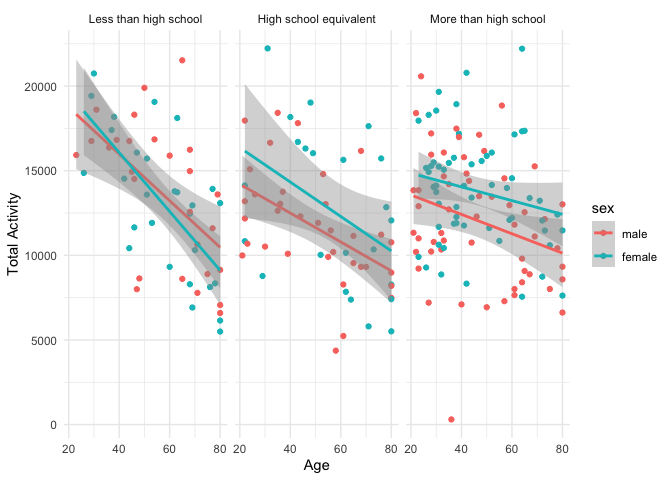 Less than high school
High school equivalent
More than high school
20000
15000
10000
5000
0
Total Activity
20 40 60 80
20 40 60 80
20 40 60 80
Age
sex
male
female